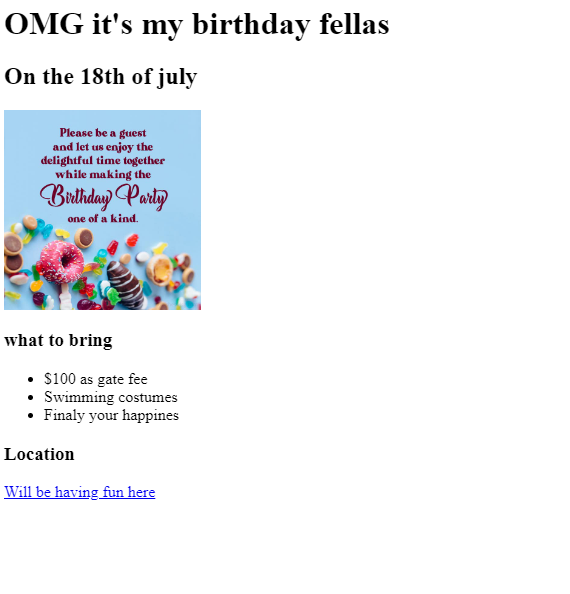 OMG it's my birthday fellas
On the 18th of july
Please be a guest
and let us enjoy the
delightful time together
while making the
Birthday Party
one of a kind.
what to bring
$100 as gate fee
Swimming costumes
Finaly your happines
Location
Will be having fun here